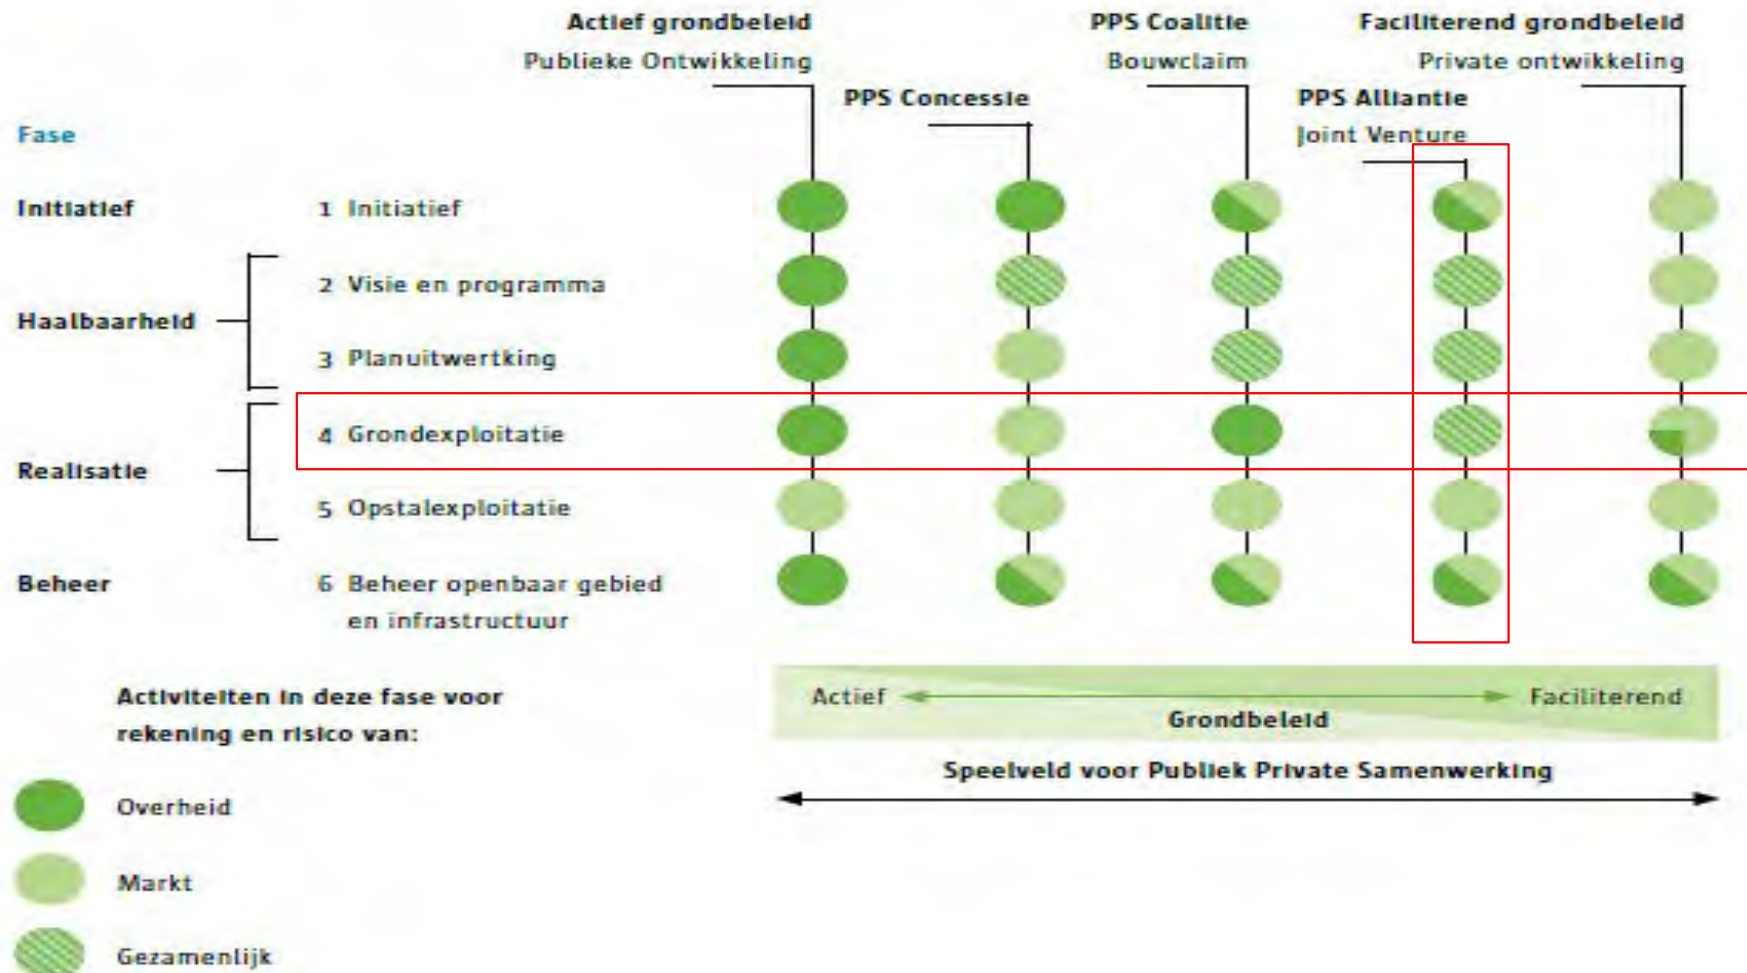 Actief grondbeleid
Publieke Ontwikkeling
PPS Concessie
PPS Coalitie
Bouwclaim
PPS Alliantie
Joint Venture
Faciliterend grondbeleid
Private ontwikkeling
Fase
Initiatief
1 Initiatief
Haalbaarheid
2 Visie en programma
3 Planuitwertking
Realisatie
4 Grondexploitatie
5 Opstalexploitatie
Beheer
6 Beheer openbaar gebied
en infrastructuur
Activiteiten in deze fase voor
rekening en risico van:
Overheid
Markt
Gezamenlijk
Actief
Faciliterend
Grondbeleid
Speelveld voor Publiek Private Samenwerking